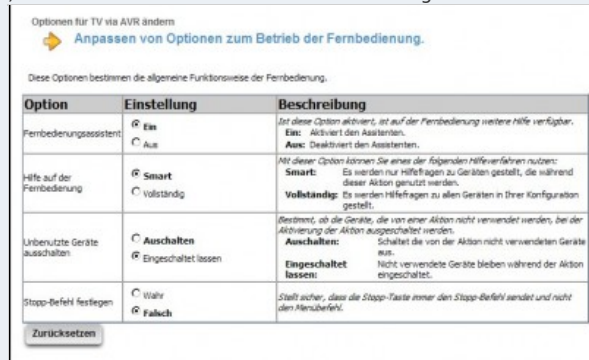 Optionen für TV via AVR ändern
Anpassen von Optionen zum Betrieb der Fernbedienung.
Diese Optionen bestimmen die allgemeine Funktionsweise der Fernbedienung.
Option Einstellung Beschreibung
Fernbedienungsassistent
Ein
Aus
Ist diese Option aktiviert, ist auf der Fernbedienung weitere Hilfe verfügbar.
Ein: Aktiviert den Assistenten.
Aus: Deaktiviert den Assistenten.
Hilfe auf der
Fernbedienung
Smart
Vollständig
Mit dieser Option können Sie eines der folgenden Hilfeverfahren nutzen:
Smart: Es werden nur Hilfefragen zu Geräten gestellt, die während
dieser Aktion genutzt werden.
Vollständig: Es werden Hilfefragen zu allen Geräten in Ihrer Konfiguration
gestellt.
Unbenutzte Geräte
ausschalten
Auschalten
Eingeschaltet lassen
Bestimmt, ob die Geräte, die von einer Aktion nicht verwendet werden, bei der
Aktivierung der Aktion ausgeschaltet werden.
Auschalten: Schaltet die von der Aktion nicht verwendeten Geräte
aus.
Eingeschaltet Nicht verwendete Geräte bleiben während der Aktion
lassen: eingeschaltet.
Stopp-Befehl festlegen
Wahr
Falsch
Stellt sicher, dass die Stopp-Taste immer den Stopp-Befehl sendet und nicht
den Menübefehl.
Zurücksetzen